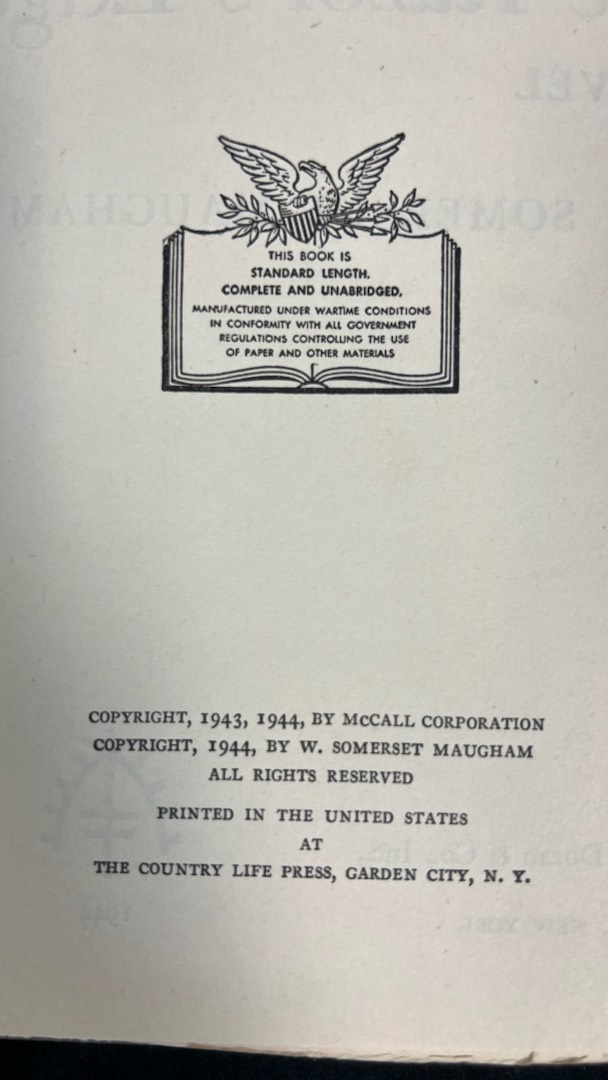 THIS BOOK IS
STANDARD LENGTH,
COMPLETE AND UNABRIDGED,
MANUFACTURED UNDER WARTIME CONDITIONS
IN CONFORMITY WITH ALL GOVERNMENT
REGULATIONS CONTROLLING THE USE
OF PAPER AND OTHER MATERIALS
COPYRIGHT, 1943, 1944, BY McCALL CORPORATION
COPYRIGHT, 1944, BY W. SOMERSET MAUGHAM
ALL RIGHTS RESERVED
PRINTED IN THE UNITED STATES
AT
THE COUNTRY LIFE PRESS, GARDEN CITY, N. Y.